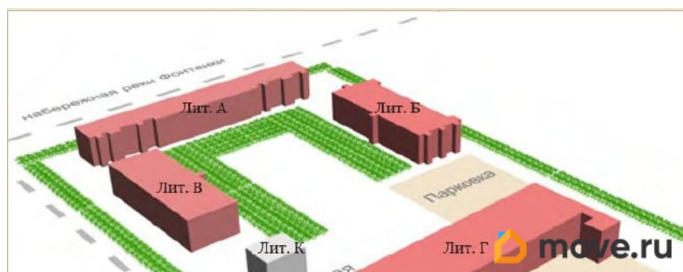 набережная реки Фонтанки
Лит. А
Лит. Б
Лит. В
Парковка
Лит. К
Лит. Г
move.ru